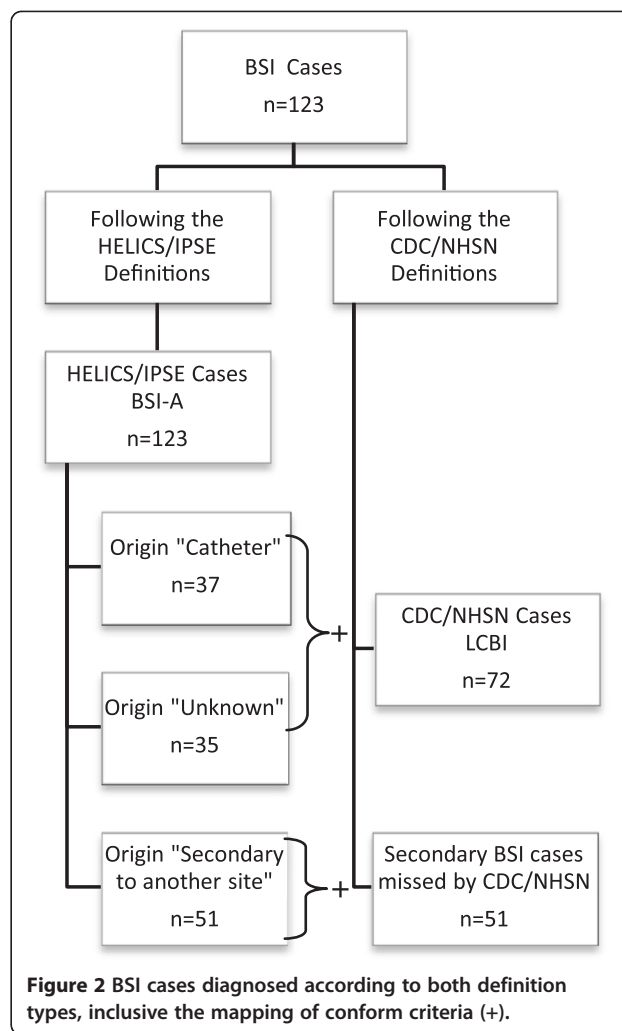 BSI Cases
n=123
Following the
HELICS/IPSE
Definitions
Following the
CDC/NHSN
Definitions
HELICS/IPSE Cases
BSI-A
n=123
Origin "Catheter"
n=37
+
CDC/NHSN Cases
LCBI
n=72
Origin "Unknown"
n=35
Origin "Secondary
to another site"
n=51
+
Secondary BSI cases
missed by CDC/NHSN
n=51
Figure 2 BSI cases diagnosed according to both definition
types, inclusive the mapping of conform criteria (+).